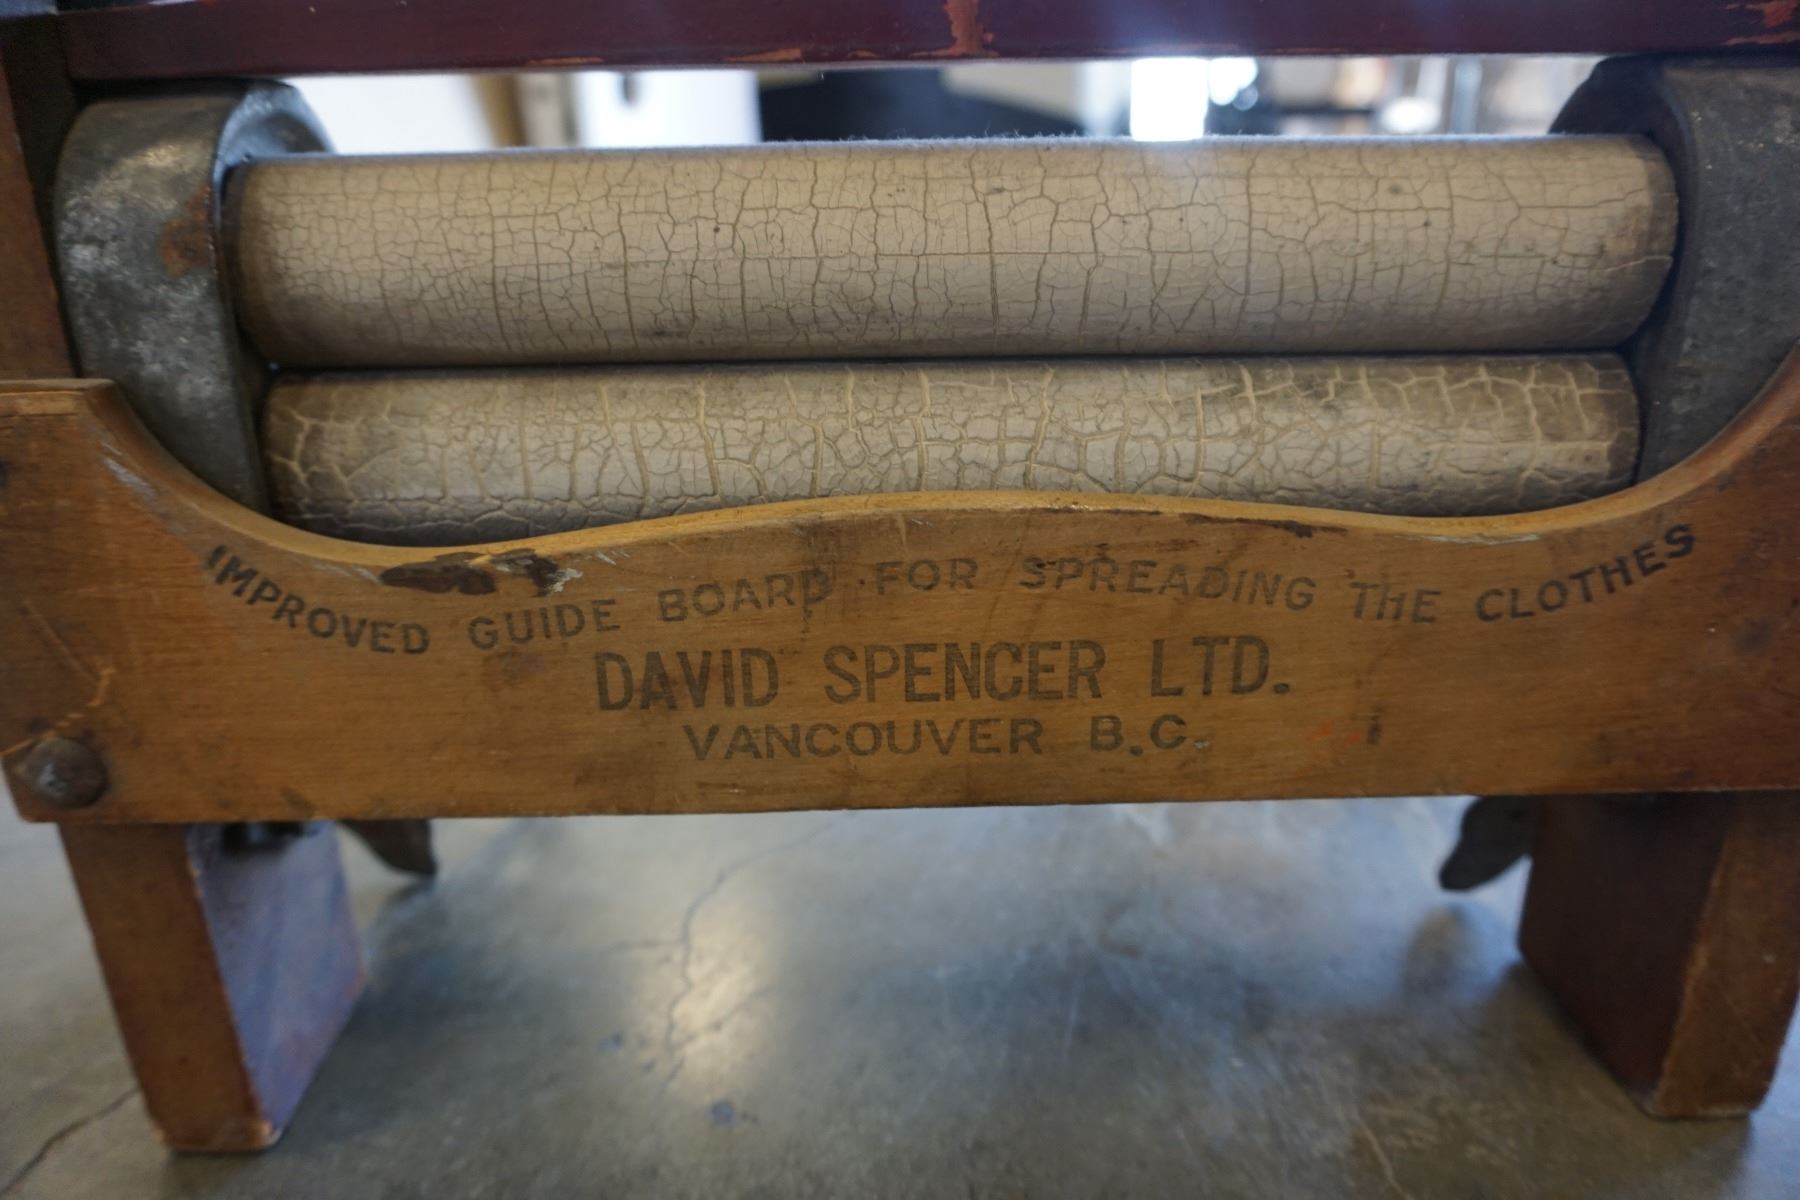 IMPROVED GUIDE BOARD FOR SPREADING THE CLOTHES
DAVID SPENCER LTD.
VANCOUVER B.C.